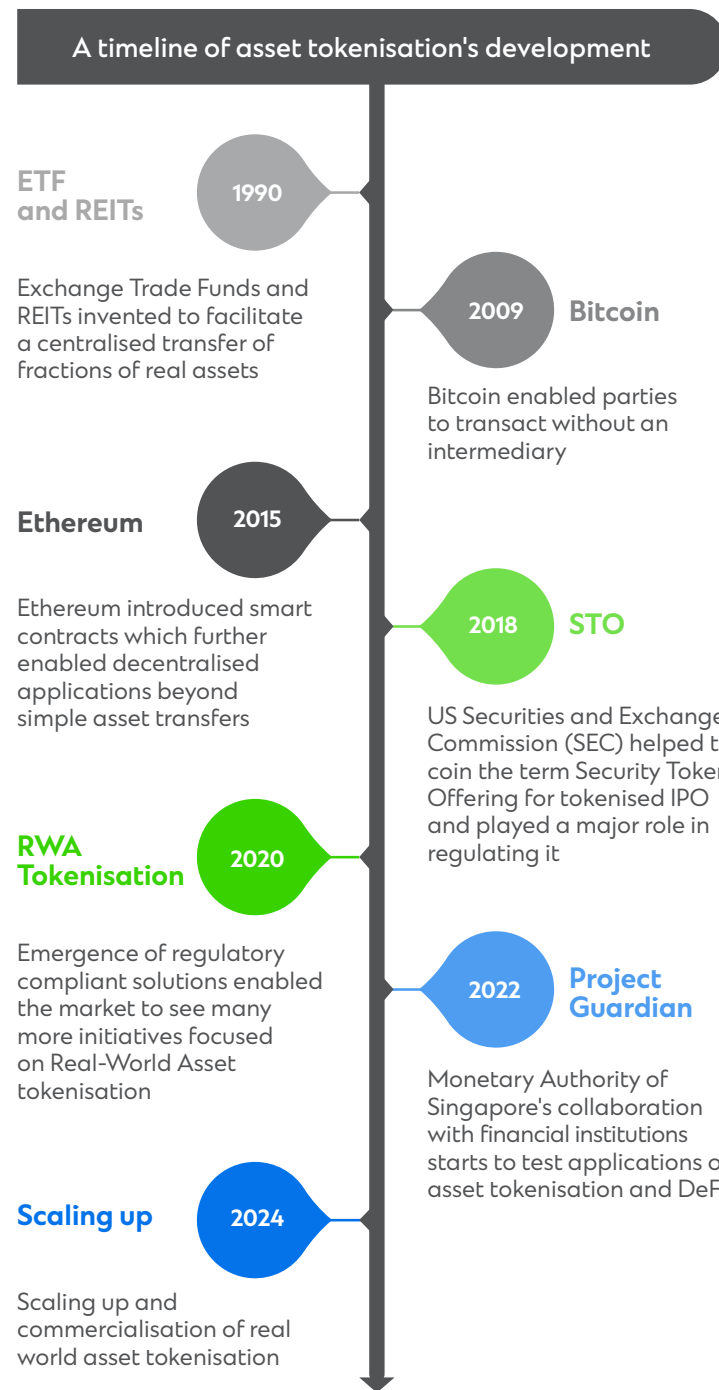 A timeline of asset tokenisation's development
ETF
and REITs
1990
Exchange Trade Funds and
REITs invented to facilitate
a centralised transfer of
fractions of real assets
2009
Bitcoin
Bitcoin enabled parties
to transact without an
intermediary
Ethereum
2015
Ethereum introduced smart
contracts which further
enabled decentralised
applications beyond
simple asset transfers
2018
STO
US Securities and Exchange
Commission (SEC) helped t
coin the term Security Token
Offering for tokenised IPO
and played a major role in
regulating it
RWA
Tokenisation
2020
Emergence of regulatory
compliant solutions enabled
the market to see many
more initiatives focused
on Real-World Asset
tokenisation
2022
Project
Guardian
Monetary Authority of
Singapore's collaboration
with financial institutions
starts to test applications o
asset tokenisation and DeF
Scaling up
2024
Scaling up and
commercialisation of real
world asset tokenisation